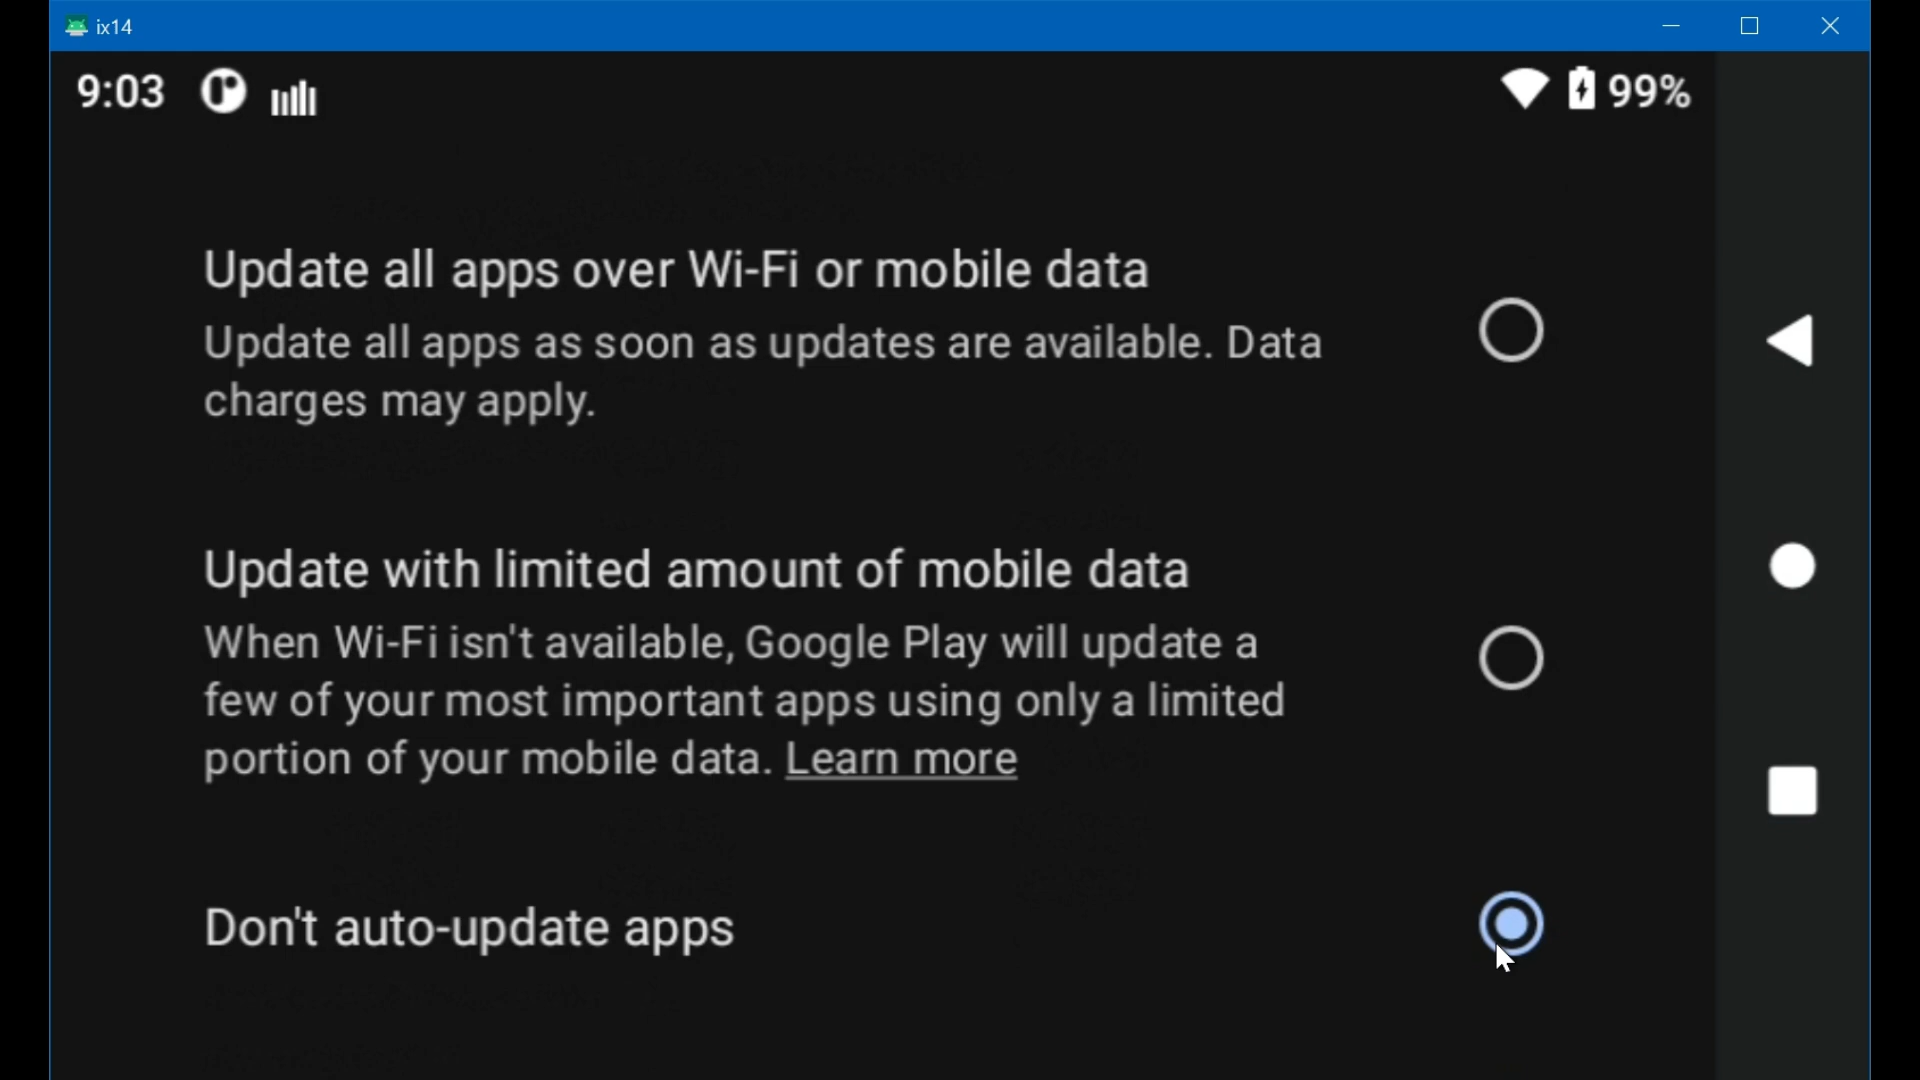 ix14
9:03
99%
Update all apps over Wi-Fi or mobile data
Update all apps as soon as updates are available. Data
charges may apply.
Update with limited amount of mobile data
When Wi-Fi isn't available, Google Play will update a
few of your most important apps using only a limited
portion of your mobile data. Learn more
Don't auto-update apps